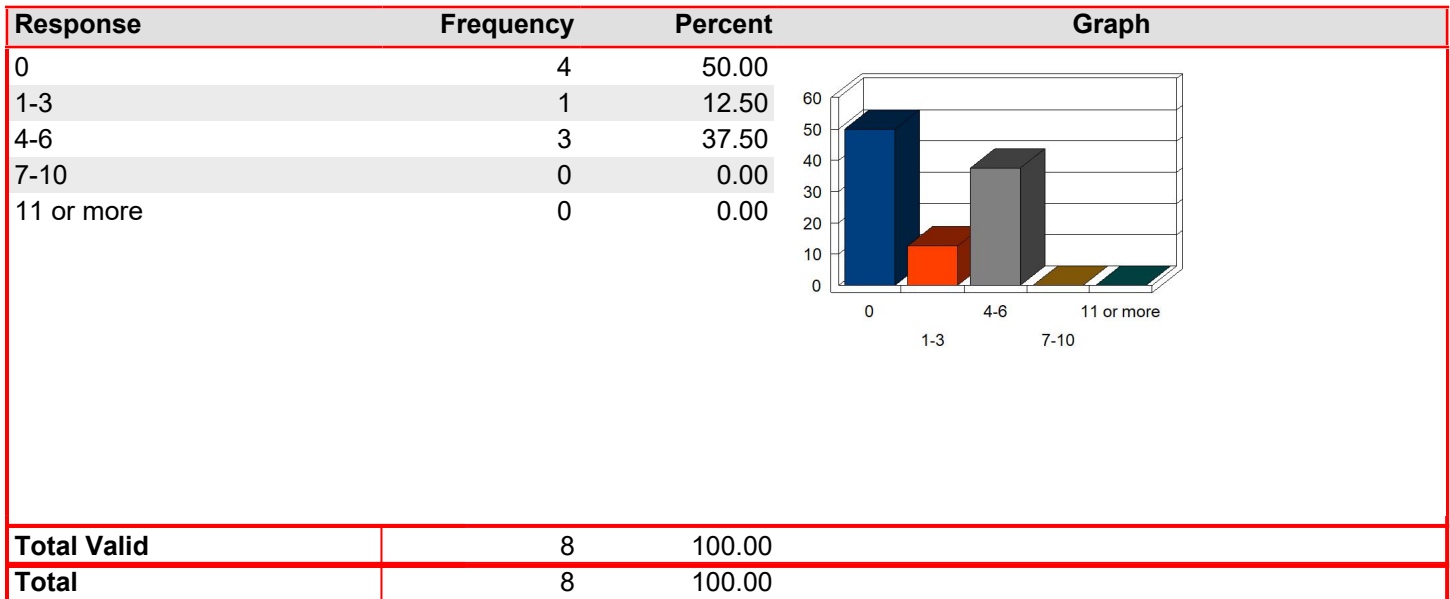 Response Frequency Percent Graph
0 4 50.00
1-3 1 12.50
4-6 3 37.50
7-10 0 0.00
11 or more 0 0.00
60
50
40
30
20
10
0
0 4-6 11 or more
1-3 7-10
Total Valid 8 100.00
Total 8 100.00